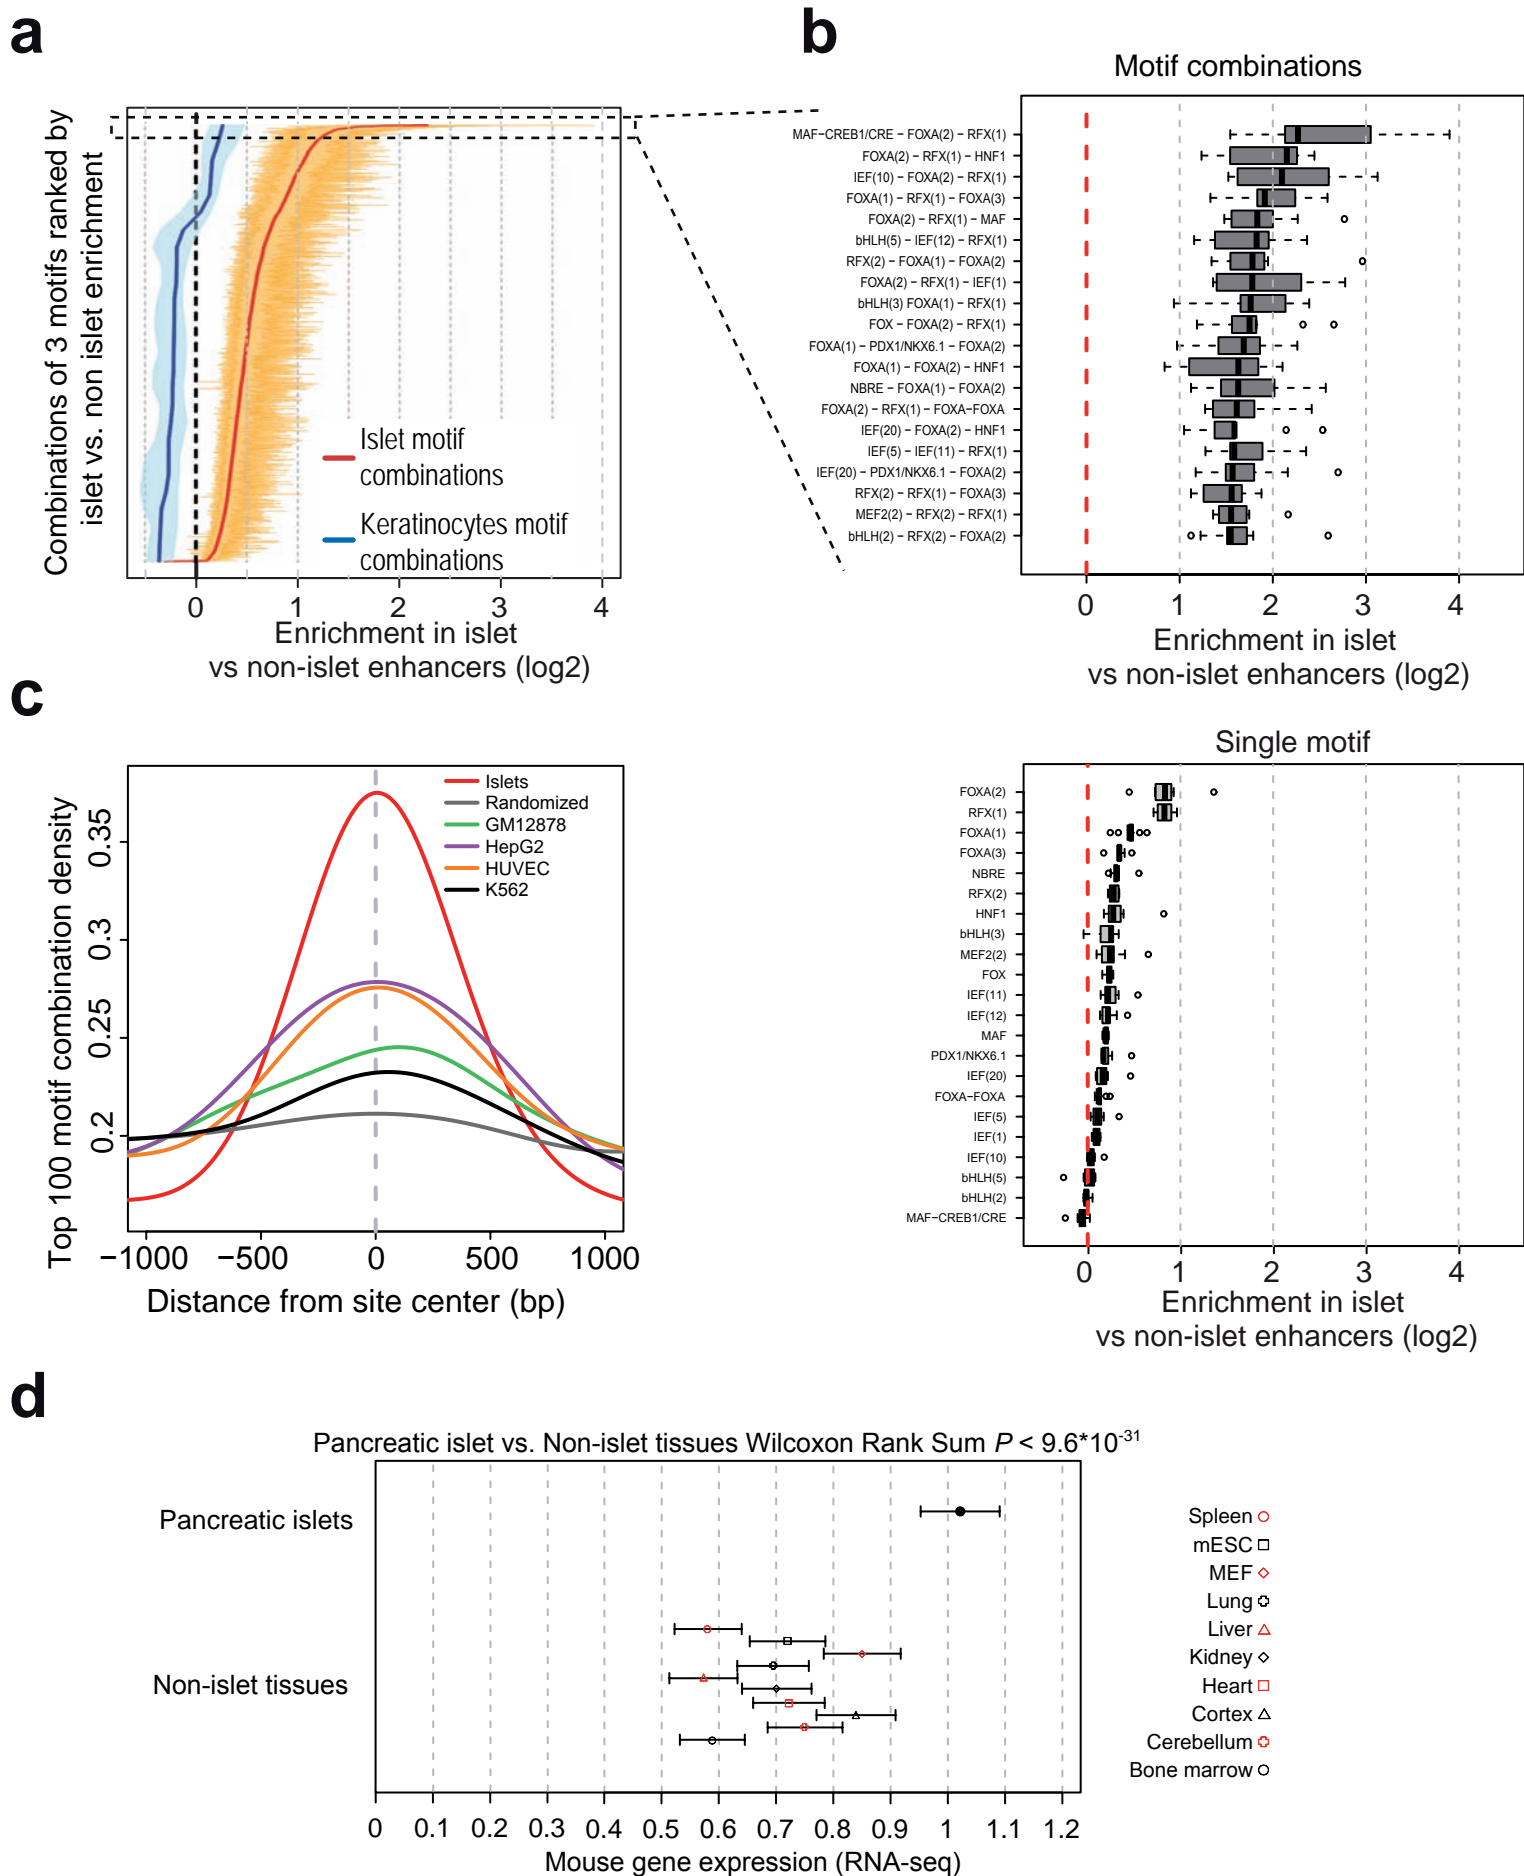 a
Combinations of 3 motifs ranked by
islet vs. non islet enrichment
Islet motif
combinations
Keratinocytes motif
combinations
0 1 2 3 4
Enrichment in islet
vs non-islet enhancers (log2)
b
Motif combinations
MAF−CREB1/CRE − FOXA(2) − RFX(1)
FOXA(2) − RFX(1) − HNF1
IEF(10) − FOXA(2) − RFX(1)
FOXA(1) − RFX(1) − FOXA(3)
FOXA(2) − RFX(1) − MAF
bHLH(5) − IEF(12) − RFX(1)
RFX(2) − FOXA(1) − FOXA(2)
FOXA(2) − RFX(1) − IEF(1)
bHLH(3) FOXA(1) − RFX(1)
FOX − FOXA(2) − RFX(1)
FOXA(1) − PDX1/NKX6.1 − FOXA(2)
FOXA(1) − FOXA(2) − HNF1
NBRE − FOXA(1) − FOXA(2)
FOXA(2) − RFX(1) − FOXA−FOXA
IEF(20) − FOXA(2) − HNF1
IEF(5) − IEF(11) − RFX(1)
IEF(20) − PDX1/NKX6.1 − FOXA(2)
RFX(2) − RFX(1) − FOXA(3)
MEF2(2) − RFX(2) − RFX(1)
bHLH(2) − RFX(2) − FOXA(2)
0 1 2 3 4
Enrichment in islet
vs non-islet enhancers (log2)
Single motif
FOXA(2)
RFX(1)
FOXA(1)
FOXA(3)
NBRE
RFX(2)
HNF1
bHLH(3)
MEF2(2)
FOX
IEF(11)
IEF(12)
MAF
PDX1/NKX6.1
IEF(20)
FOXA−FOXA
IEF(5)
IEF(1)
IEF(10)
bHLH(5)
bHLH(2)
MAF−CREB1/CRE
0 1 2 3 4
Enrichment in islet
vs non-islet enhancers (log2)
c
Top 100 motif combination density
0.35
0.3
0.25
0.2
Islets
Randomized
GM12878
HepG2
HUVEC
K562
−1000 −500 0 500 1000
Distance from site center (bp)
d
Pancreatic islet vs. Non-islet tissues Wilcoxon Rank Sum P < 9.6*10-31
Pancreatic islets
Non-islet tissues
Spleen
mESC
MEF
Lung
Liver
Kidney
Heart
Cortex
Cerebellum
Bone marrow
0 0.1 0.2 0.3 0.4 0.5 0.6 0.7 0.8 0.9 1 1.1 1.2
Mouse gene expression (RNA-seq)